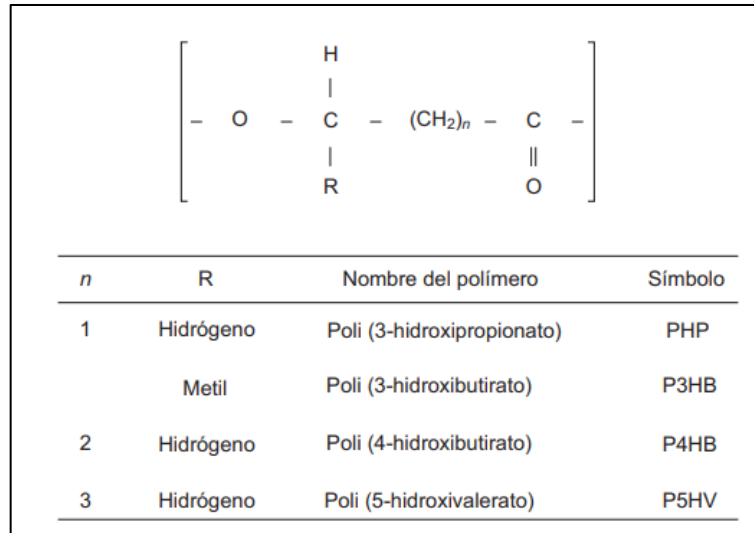 H
|
– O – C – (CH2)n – C –
| ||
R O
n R Nombre del polímero Símbolo
1 Hidrógeno Poli (3-hidroxipropionato) PHP
Metil Poli (3-hidroxibutirato) P3HB
2 Hidrógeno Poli (4-hidroxibutirato) P4HB
3 Hidrógeno Poli (5-hidroxivalerato) P5HV